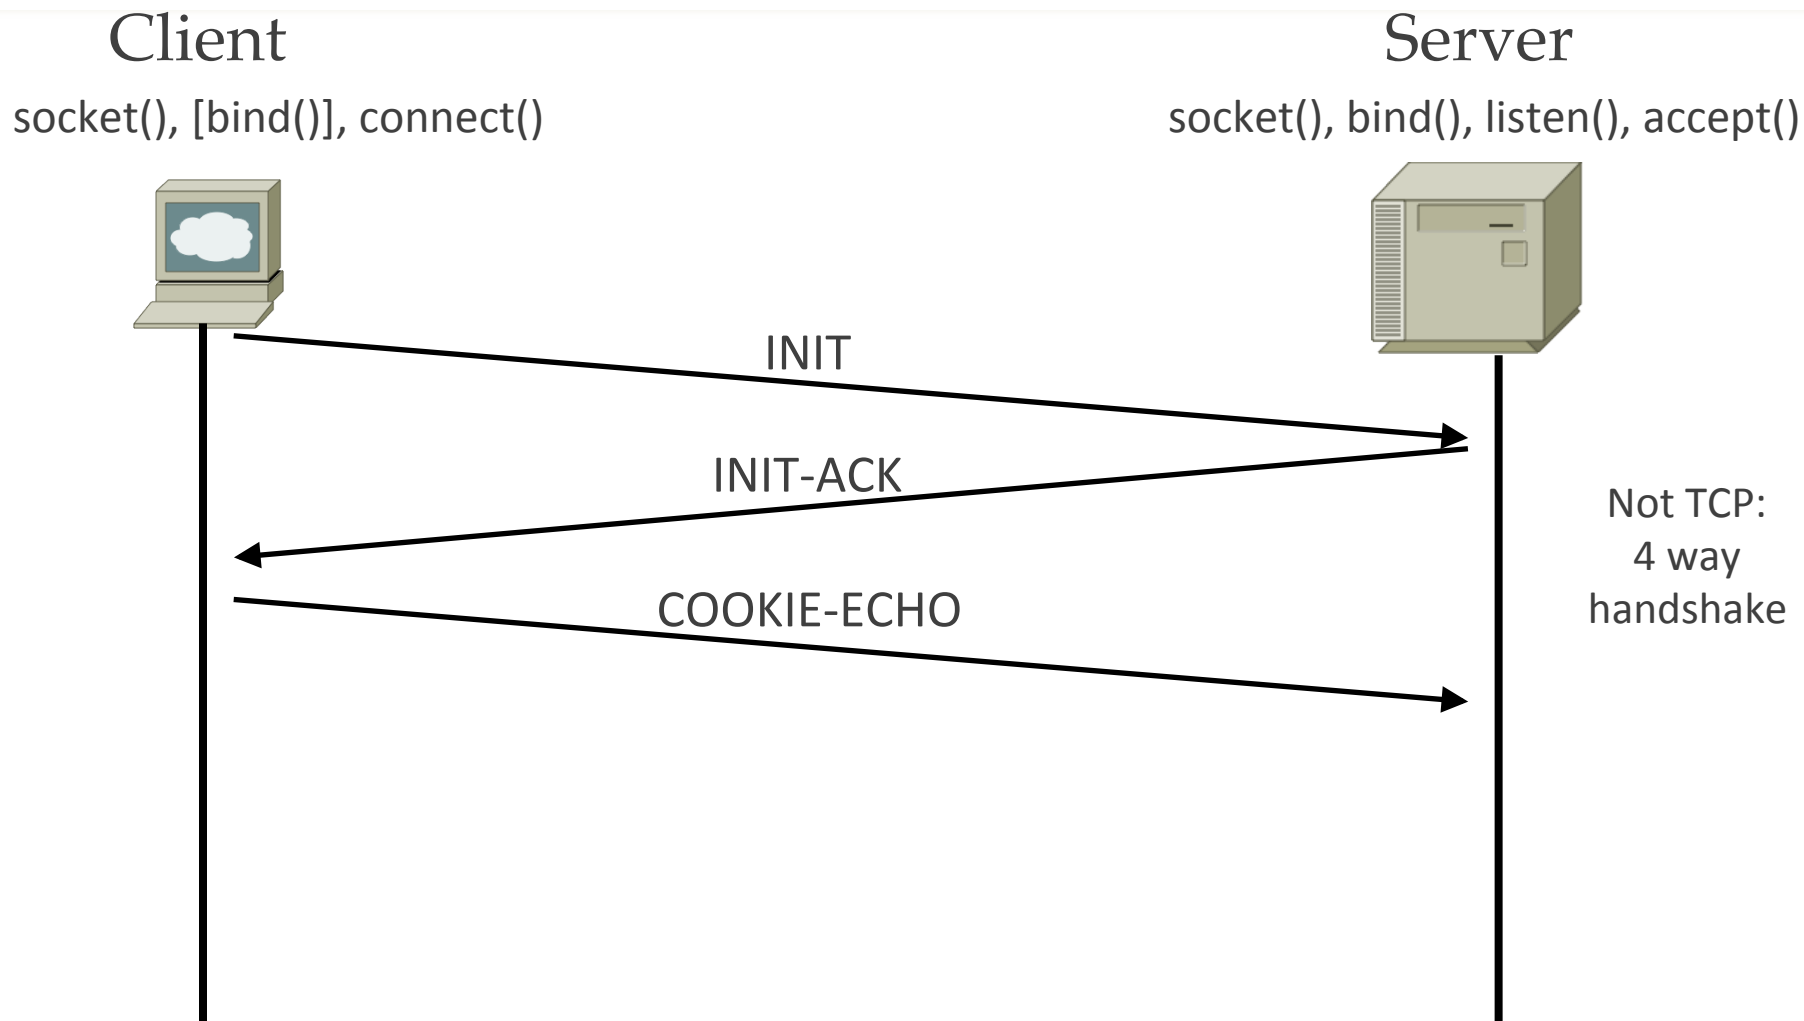 Client
Server
socket(), [bind()], connect()
socket(), bind(), listen(), accept()
INIT
INIT-ACK
COOKIE-ECHO
Not TCP:
4 way
handshake